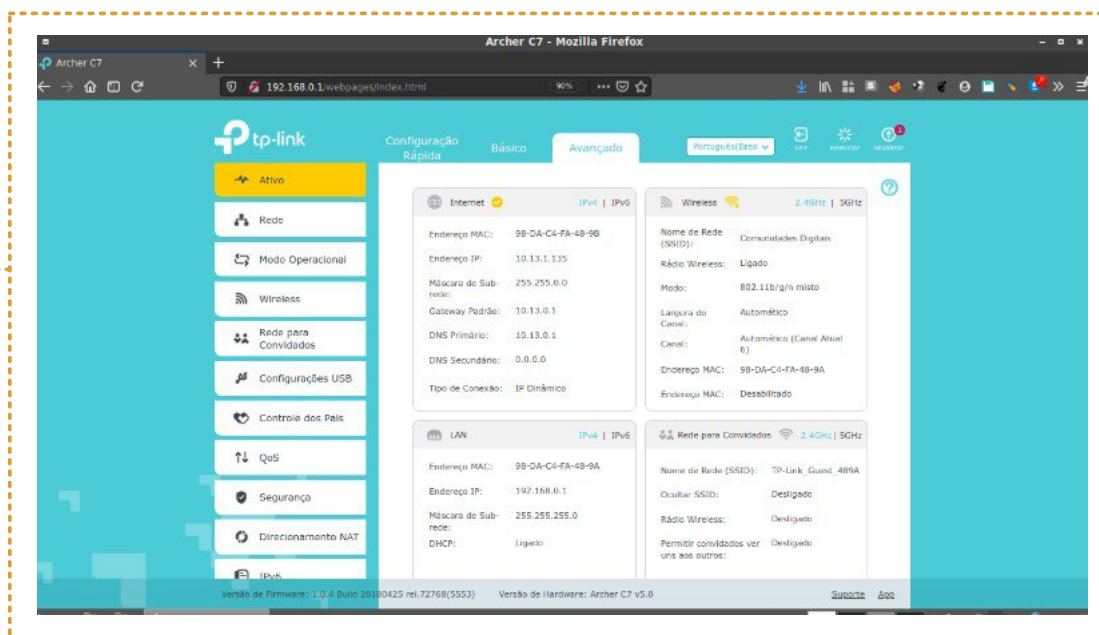 Archer C7 - Mozilla Firefox
Archer C7
192.168.0.1/webpages/index.html
90%
tp-link
Configuração
Rápida
Básico
Avançado
Português(Bras
Sair
Reiniciar
Atualizar
Ativo
Rede
Modo Operacional
Wireless
Rede para
Convidados
Configurações USB
Controle dos Pais
QoS
Segurança
Direcionamento NAT
IPv6
Internet
IPv4 | IPv6
Endereço MAC: 98-DA-C4-FA-48-9B
Endereço IP: 10.13.1.135
Máscara de Sub-
rede: 255.255.0.0
Gateway Padrão: 10.13.0.1
DNS Primário: 10.13.0.1
DNS Secundário: 0.0.0.0
Tipo de Conexão: IP Dinâmico
Wireless
2.4GHz | 5GHz
Nome de Rede
(SSID): Comunidades Digitais
Rádio Wireless: Ligado
Modo: 802.11b/g/n misto
Largura do
Canal: Automático
Canal: Automático (Canal Atual
6)
Endereço MAC: 98-DA-C4-FA-48-9A
Endereço MAC: Desabilitado
LAN
IPv4 | IPv6
Endereço MAC: 98-DA-C4-FA-48-9A
Endereço IP: 192.168.0.1
Máscara de Sub-
rede: 255.255.255.0
DHCP: Ligado
Rede para Convidados
2.4GHz | 5GHz
Nome de Rede (SSID): TP-Link_Guest_489A
Ocultar SSID: Desligado
Rádio Wireless: Desligado
Permitir convidados ver
uns aos outros: Desligado
Versão de Firmware: 1.0.4 Build 20180425 rel.72768(5553)
Versão de Hardware: Archer C7 v5.0
Suporte
App